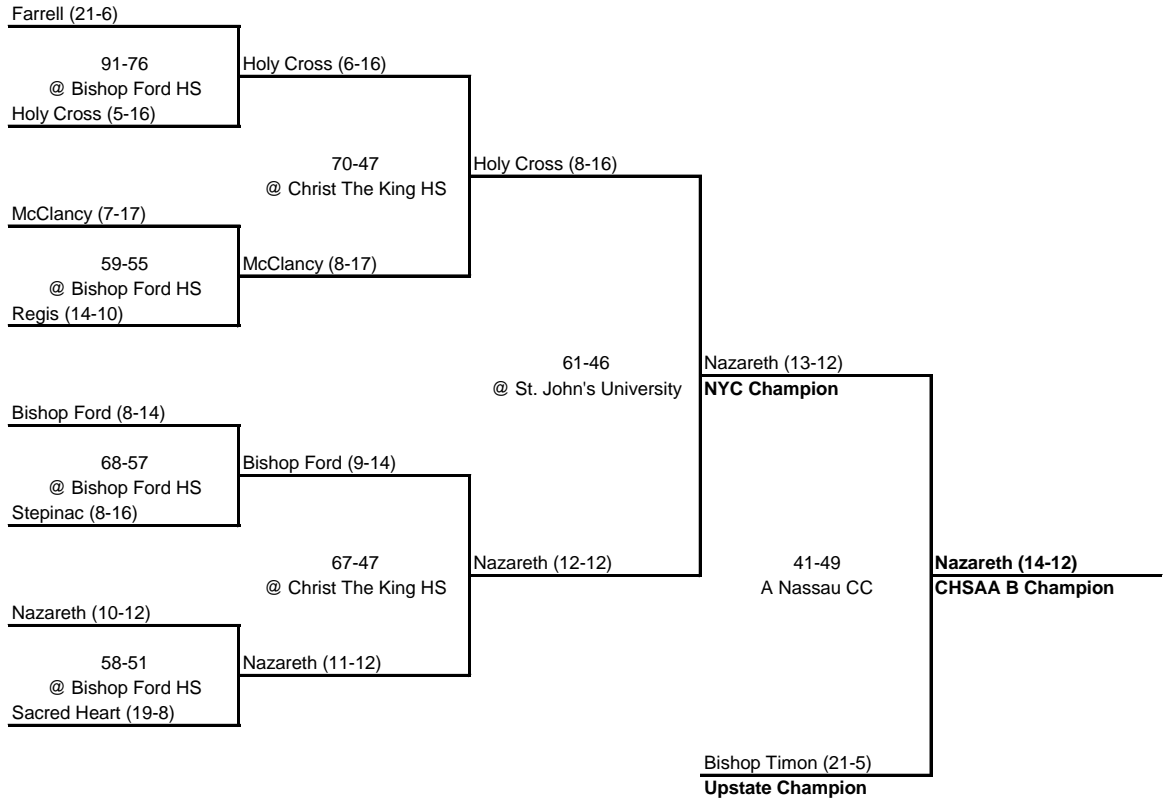 Farrell (21-6)
91-76
@ Bishop Ford HS
Holy Cross (5-16)
Holy Cross (6-16)
70-47
@ Christ The King HS
McClancy (7-17)
59-55
@ Bishop Ford HS
Regis (14-10)
McClancy (8-17)
Holy Cross (8-16)
61-46
@ St. John's University
Bishop Ford (8-14)
68-57
@ Bishop Ford HS
Stepinac (8-16)
Bishop Ford (9-14)
67-47
@ Christ The King HS
Nazareth (10-12)
58-51
@ Bishop Ford HS
Sacred Heart (19-8)
Nazareth (11-12)
Nazareth (12-12)
Nazareth (13-12)
NYC Champion
41-49
A Nassau CC
Bishop Timon (21-5)
Upstate Champion
Nazareth (14-12)
CHSAA B Champion